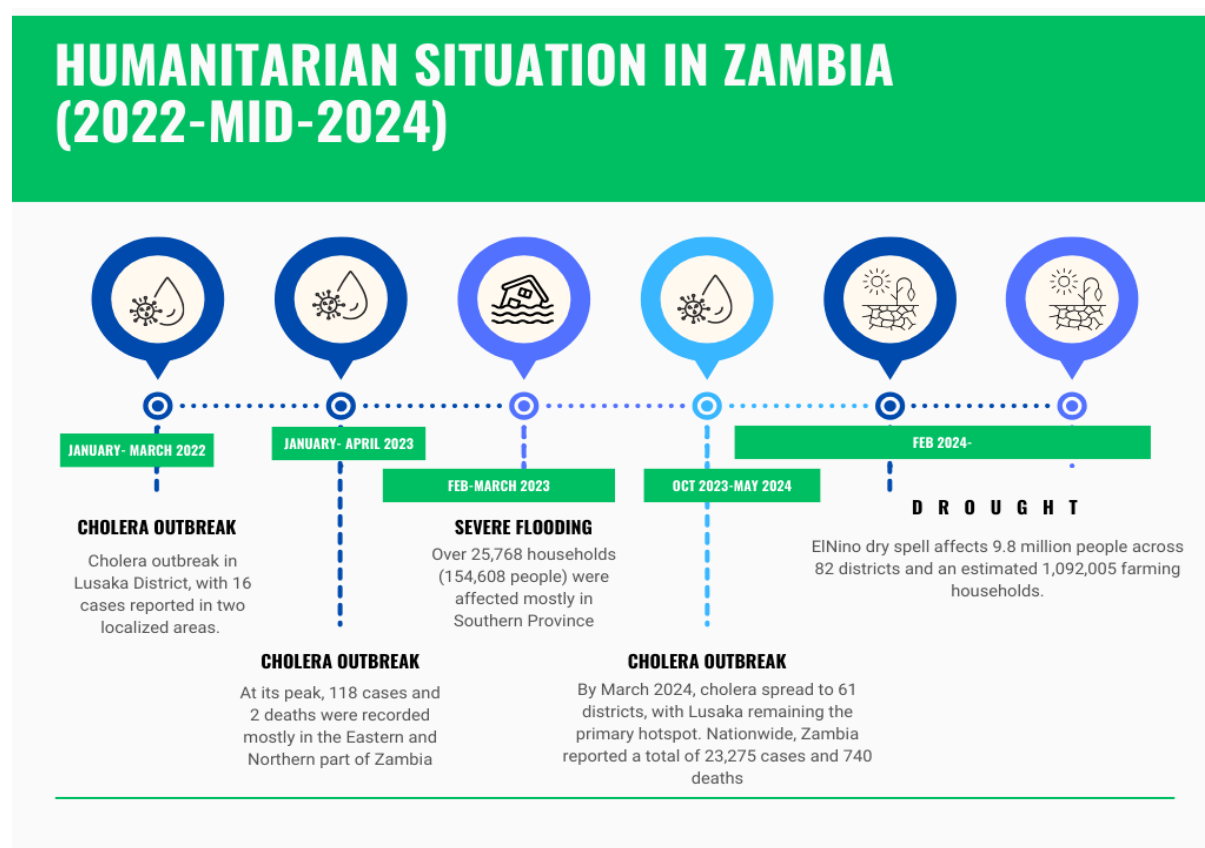 HUMANITARIAN SITUATION IN ZAMBIA
(2022-MID-2024)
JANUARY- MARCH 2022
CHOLERA OUTBREAK
Cholera outbreak in
Lusaka District, with 16
cases reported in two
localized areas.
JANUARY- APRIL 2023
CHOLERA OUTBREAK
At its peak, 118 cases and
2 deaths were recorded
mostly in the Eastern and
Northern part of Zambia
FEB-MARCH 2023
SEVERE FLOODING
Over 25,768 households
(154,608 people) were
affected mostly in
Southern Province
OCT 2023-MAY 2024
CHOLERA OUTBREAK
By March 2024, cholera spread to 61
districts, with Lusaka remaining the
primary hotspot. Nationwide, Zambia
reported a total of 23,275 cases and 740
deaths
FEB 2024-
DROUGHT
ElNino dry spell affects 9.8 million people across
82 districts and an estimated 1,092,005 farming
households.